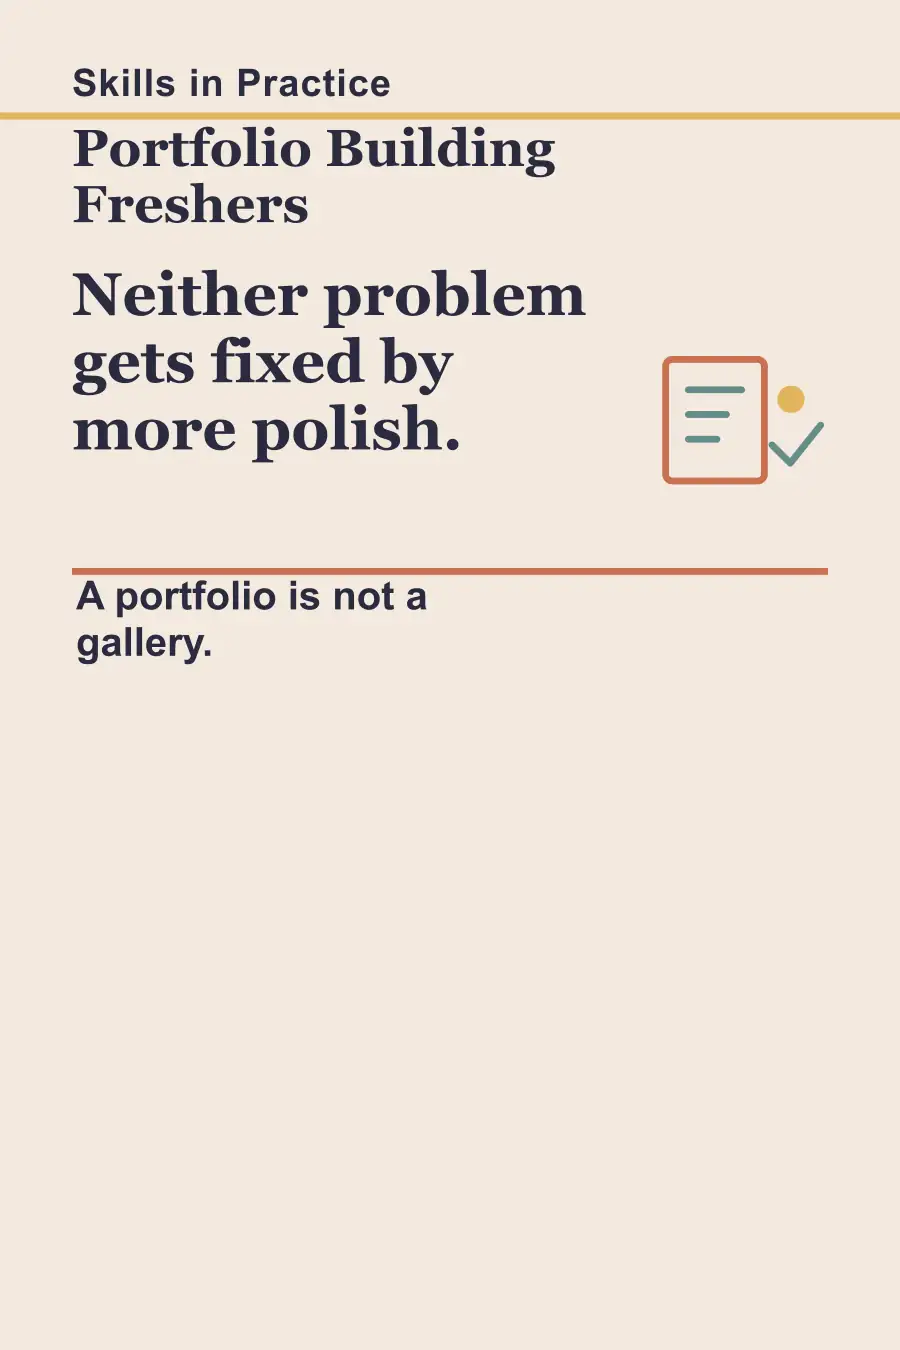 Skills in Practice
Portfolio Building
Freshers
Neither problem
gets fixed by
more polish.
A portfolio is not a
gallery.